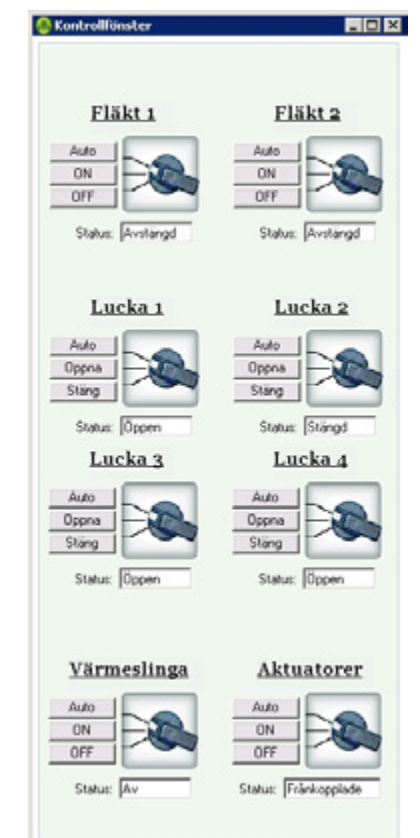 Kontrollfönster
Fläkt 1 Fläkt 2
Auto Auto
ON ON
OFF OFF
Status: Avstängd Status: Avstängd
Lucka 1 Lucka 2
Auto Auto
Öppna Öppna
Stäng Stäng
Status: Öppen Status: Stängd
Lucka 3 Lucka 4
Auto Auto
Öppna Öppna
Stäng Stäng
Status: Öppen Status: Öppen
Värmeslinga Aktuatorer
Auto Auto
ON ON
OFF OFF
Status: Av Status: Frånkopplade